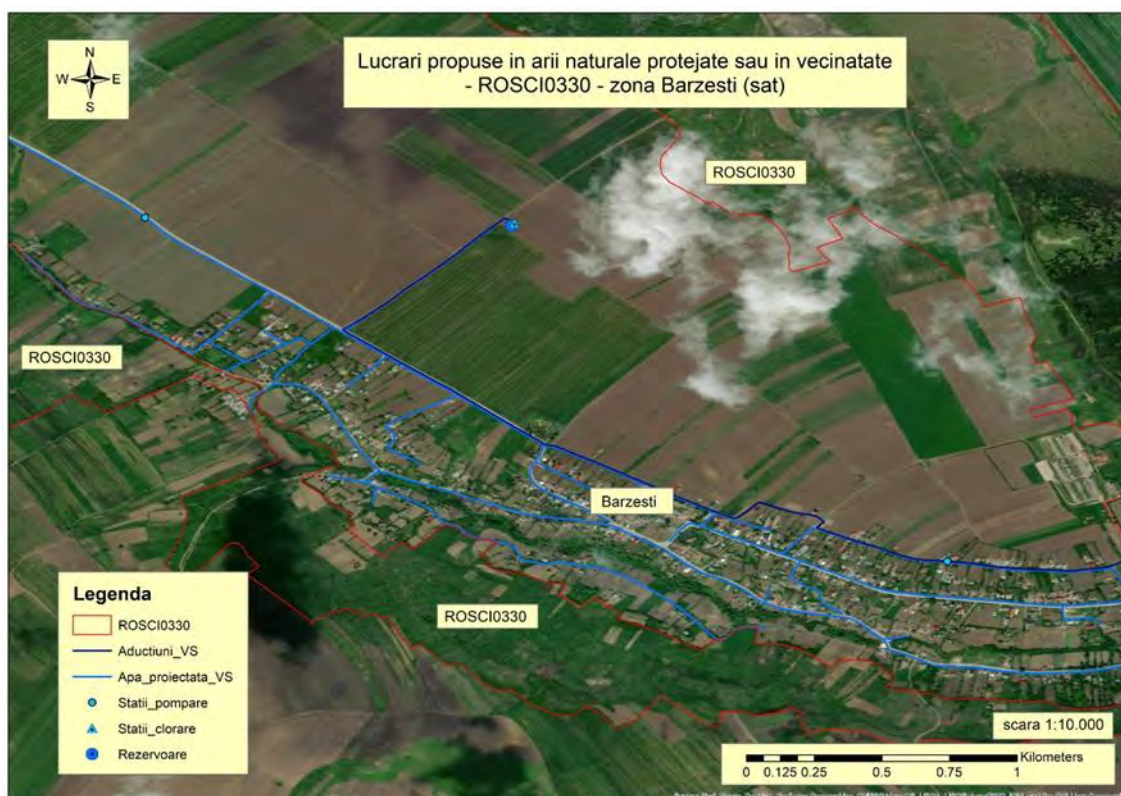 N
W E
S
Lucrari propuse in arii naturale protejate sau in vecinatate
- ROSCI0330 - zona Barzesti (sat)
ROSCI0330
ROSCI0330
Barzesti
ROSCI0330
Legenda
ROSCI0330
Aductiuni_VS
Apa_proiectata_VS
Statii_pompare
Statii_clorare
Rezervoare
scara 1:10.000
Kilometers
0 0.125 0.25 0.5 0.75 1